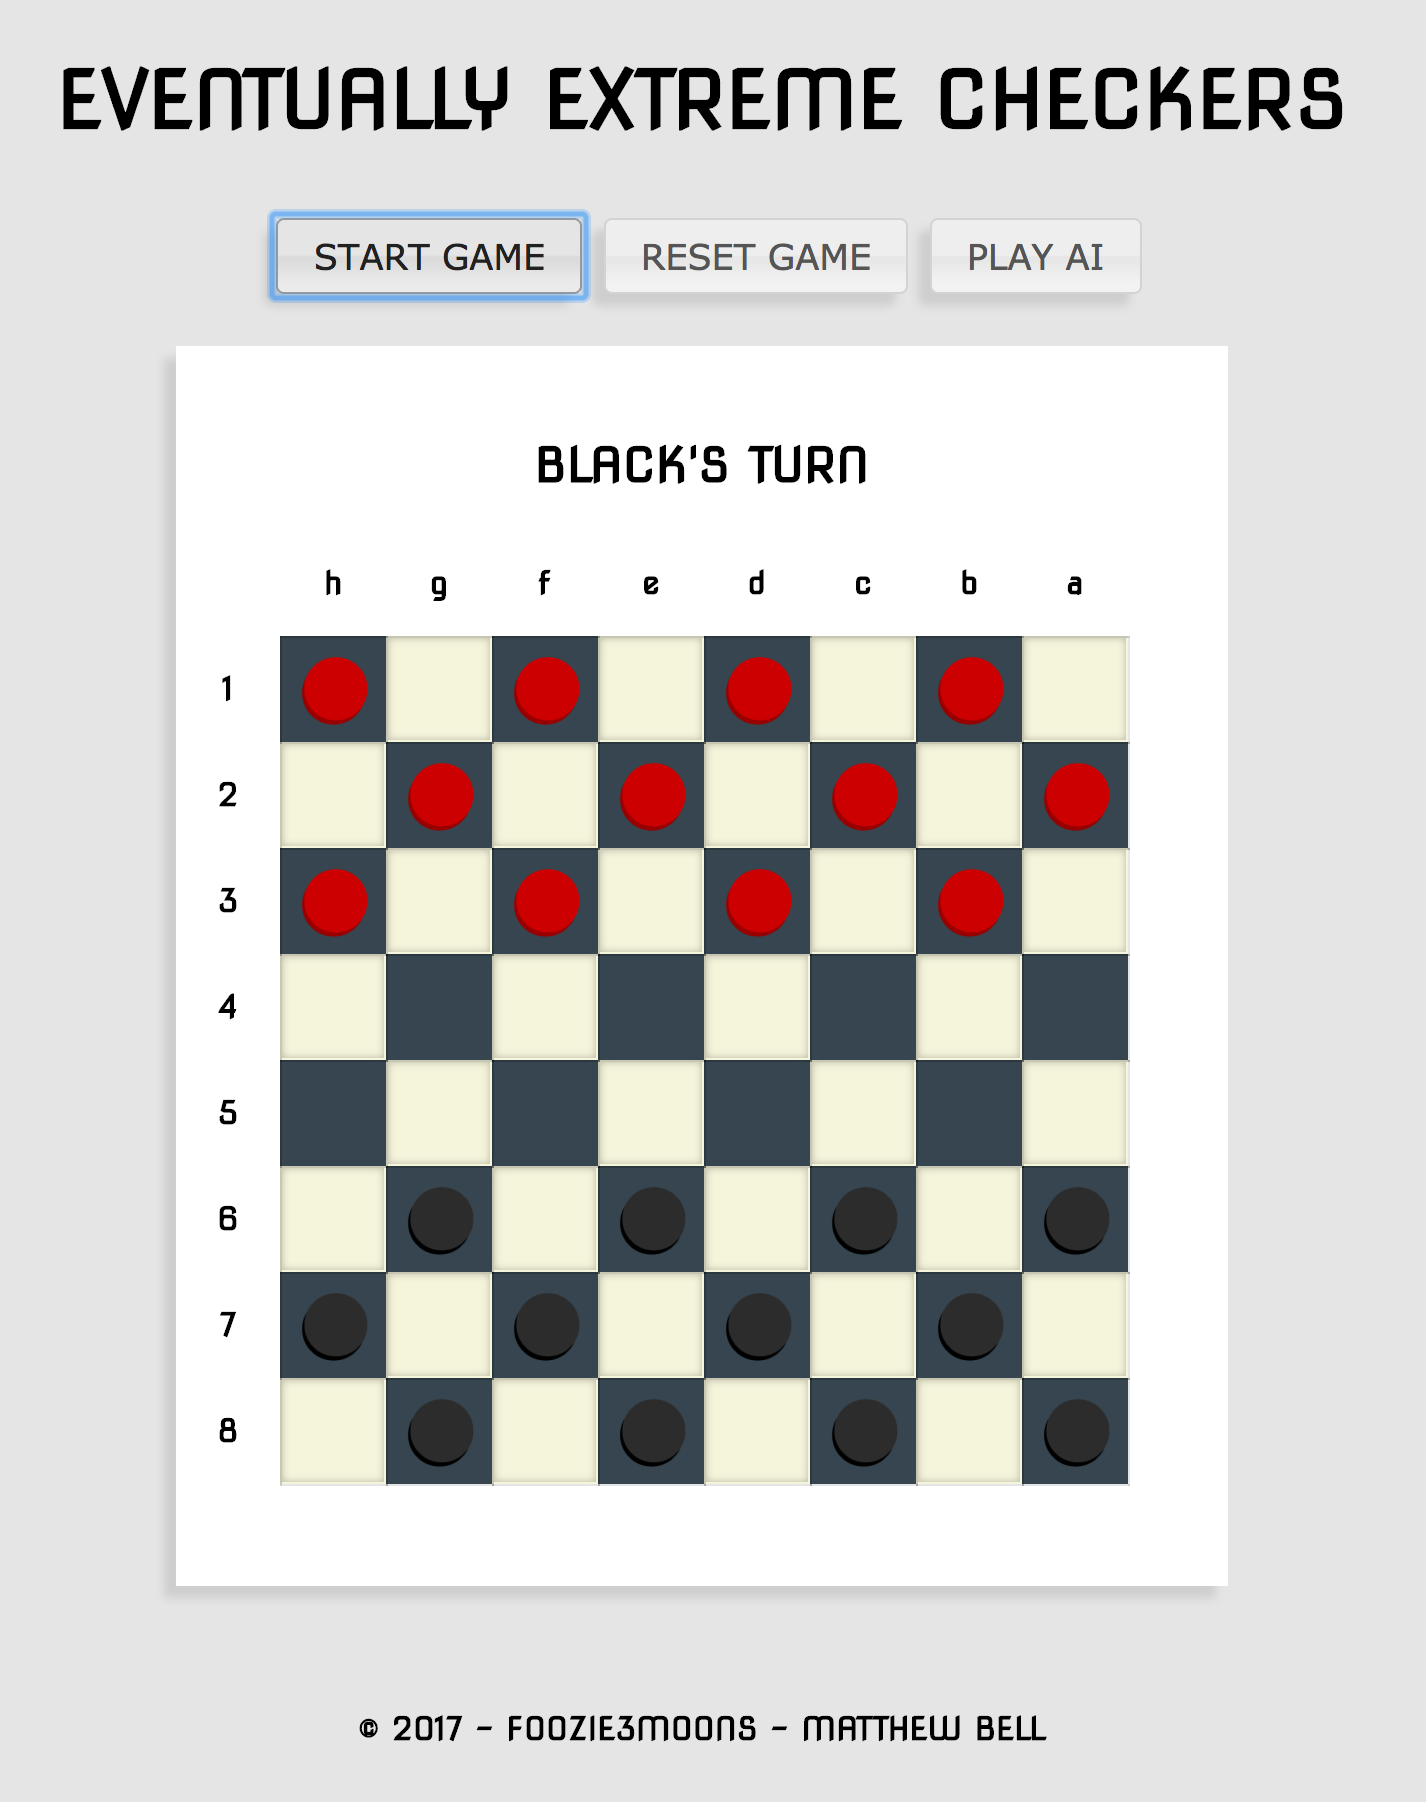 EVENTUALLY EXTREME CHECKERS
START GAME RESET GAME PLAY AI
BLACK'S TURN
h g f e d c b a
1
2
3
4
5
6
7
8
© 2017 - FOOZIE3MOONS - MATTHEW BELL